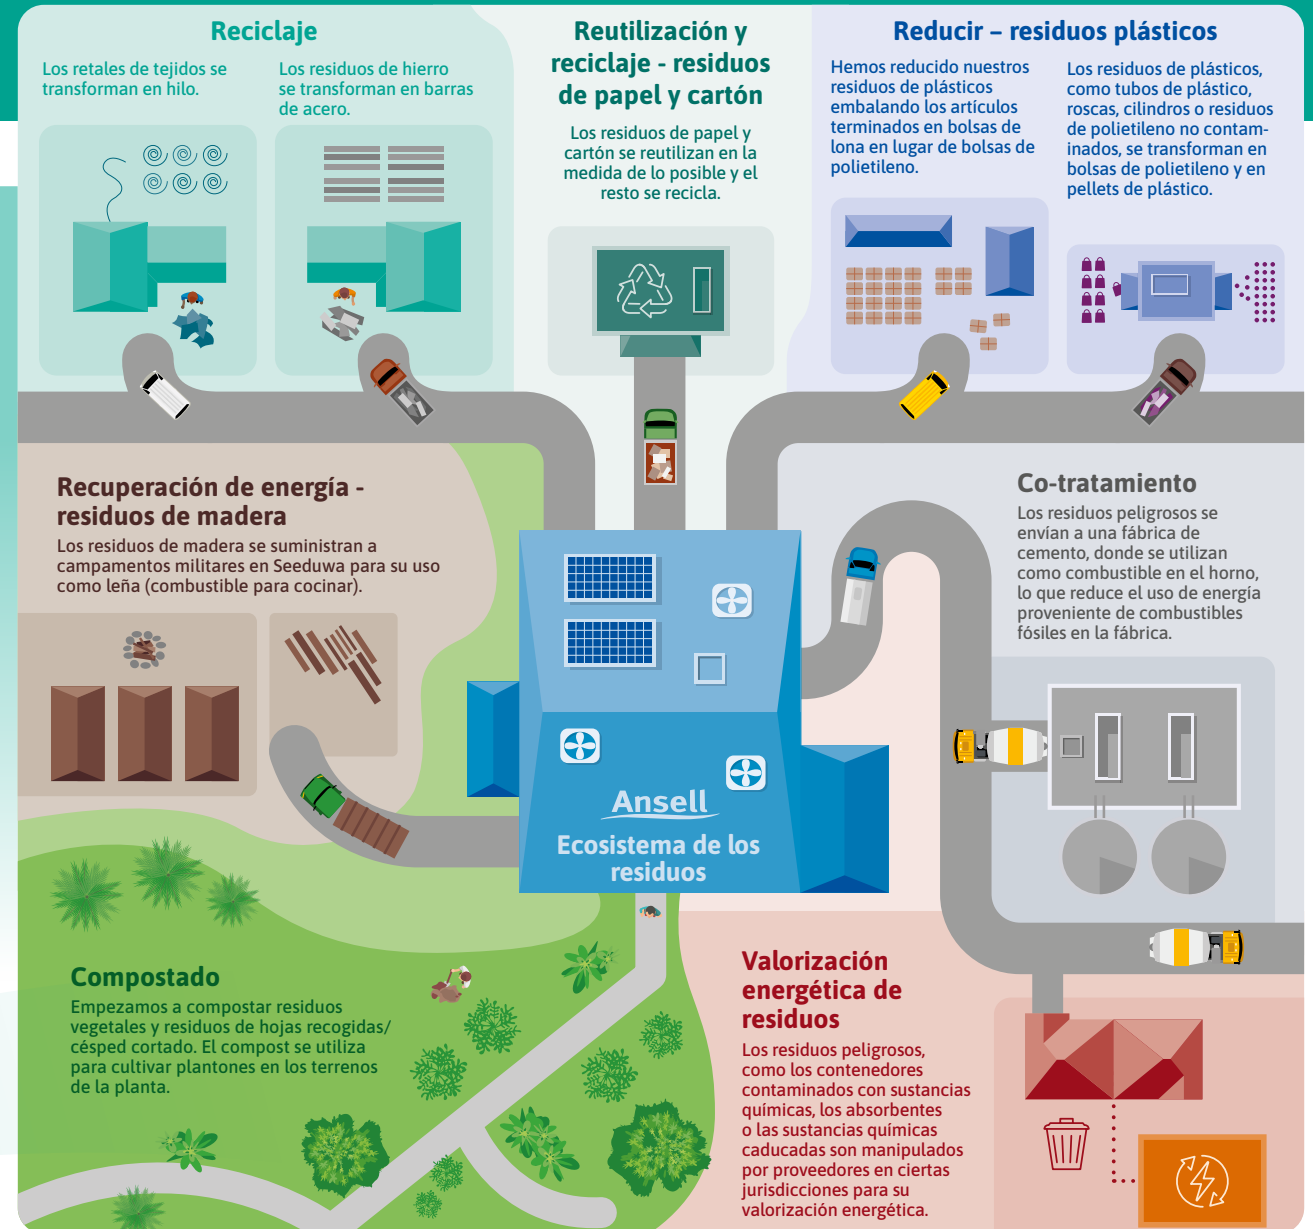 Reciclaje
Los retales de tejidos se
transforman en hilo.
Los residuos de hierro
se transforman en barras
de acero.
Reutilización y
reciclaje - residuos
de papel y cartón
Los residuos de papel y
cartón se reutilizan en la
medida de lo posible y el
resto se recicla.
Reducir – residuos plásticos
Hemos reducido nuestros
residuos de plásticos
embalando los artículos
terminados en bolsas de
lona en lugar de bolsas de
polietileno.
Los residuos de plásticos,
como tubos de plástico,
roscas, cilindros o residuos
de polietileno no contam-
inados, se transforman en
bolsas de polietileno y en
pellets de plástico.
Recuperación de energía -
residuos de madera
Los residuos de madera se suministran a
campamentos militares en Seeduwa para su uso
como leña (combustible para cocinar).
Co-tratamiento
Los residuos peligrosos se
envían a una fábrica de
cemento, donde se utilizan
como combustible en el horno,
lo que reduce el uso de energía
proveniente de combustibles
fósiles en la fábrica.
Ansell
Ecosistema de los
residuos
Compostado
Empezamos a compostar residuos
vegetales y residuos de hojas recogidas/
césped cortado. El compost se utiliza
para cultivar plantones en los terrenos
de la planta.
Valorización
energética de
residuos
Los residuos peligrosos,
como los contenedores
contaminados con sustancias
químicas, los absorbentes
o las sustancias químicas
caducadas son manipulados
por proveedores en ciertas
jurisdicciones para su
valorización energética.